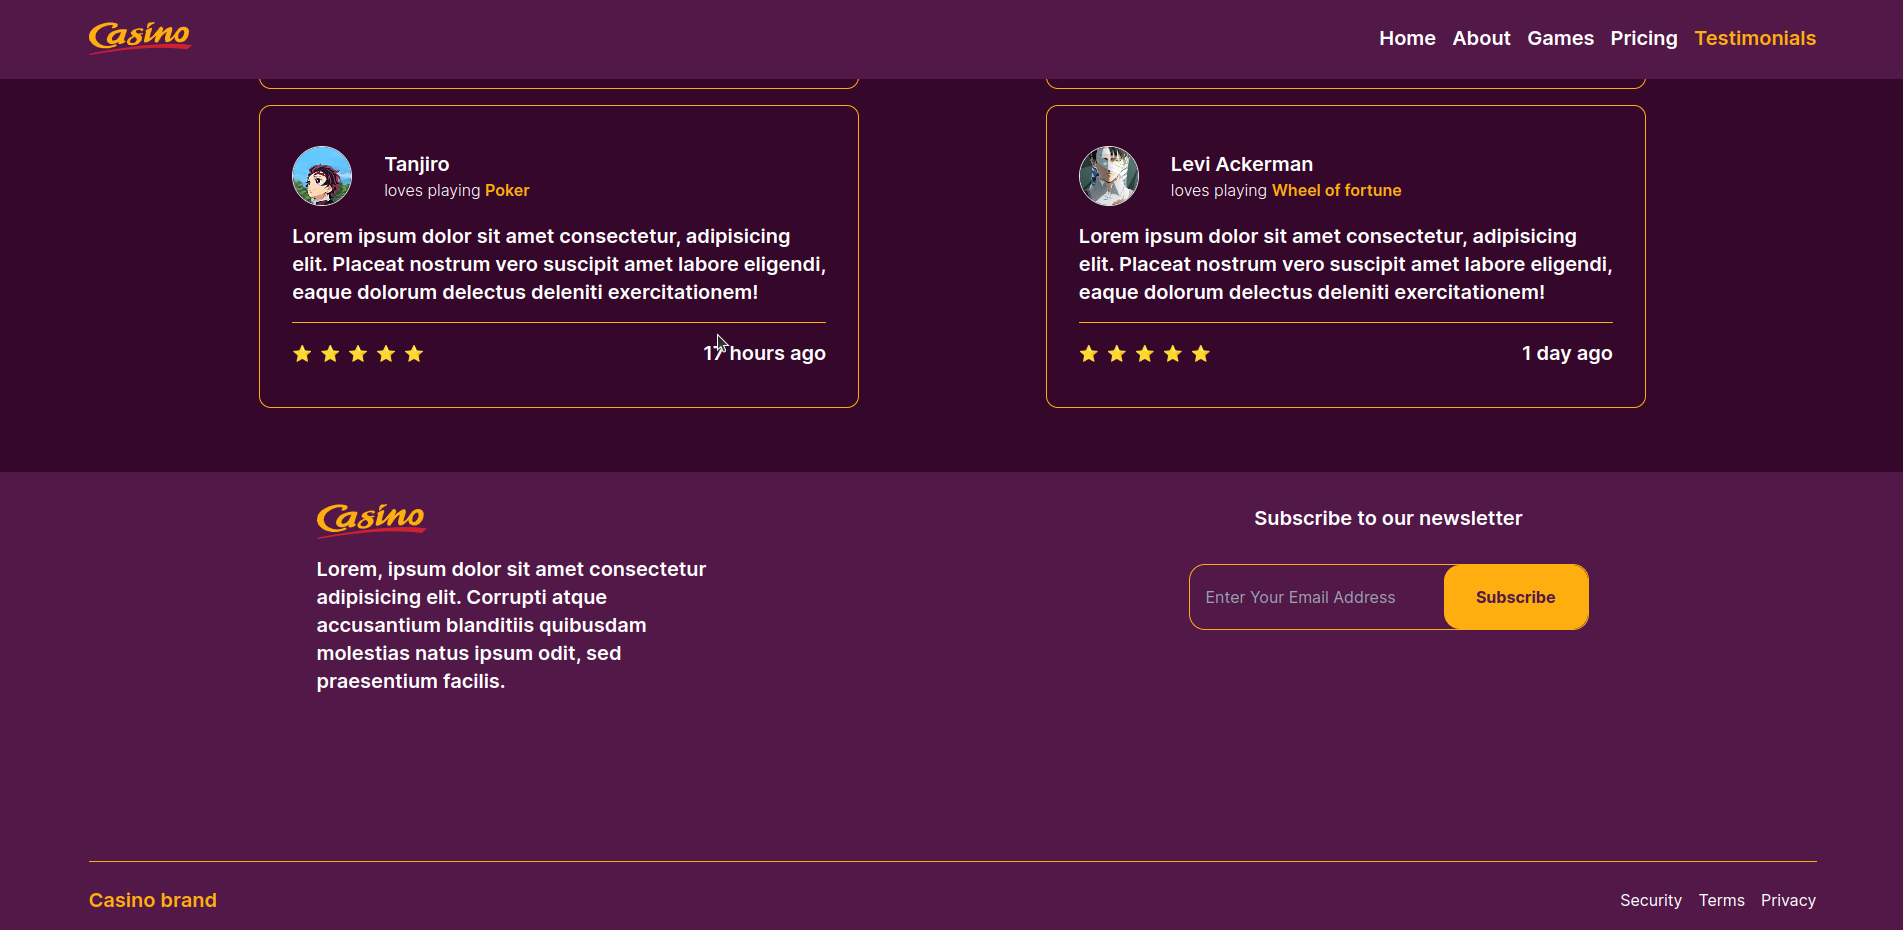 Casino
Home About Games Pricing Testimonials
Tanjiro
loves playing Poker
Lorem ipsum dolor sit amet consectetur, adipisicing
elit. Placeat nostrum vero suscipit amet labore eligendi,
eaque dolorum delectus deleniti exercitationem!
17 hours ago
Levi Ackerman
loves playing Wheel of fortune
Lorem ipsum dolor sit amet consectetur, adipisicing
elit. Placeat nostrum vero suscipit amet labore eligendi,
eaque dolorum delectus deleniti exercitationem!
1 day ago
Casino
Lorem, ipsum dolor sit amet consectetur
adipisicing elit. Corrupti atque
accusantium blanditiis quibusdam
molestias natus ipsum odit, sed
praesentium facilis.
Subscribe to our newsletter
Enter Your Email Address
Subscribe
Casino brand
Security Terms Privacy